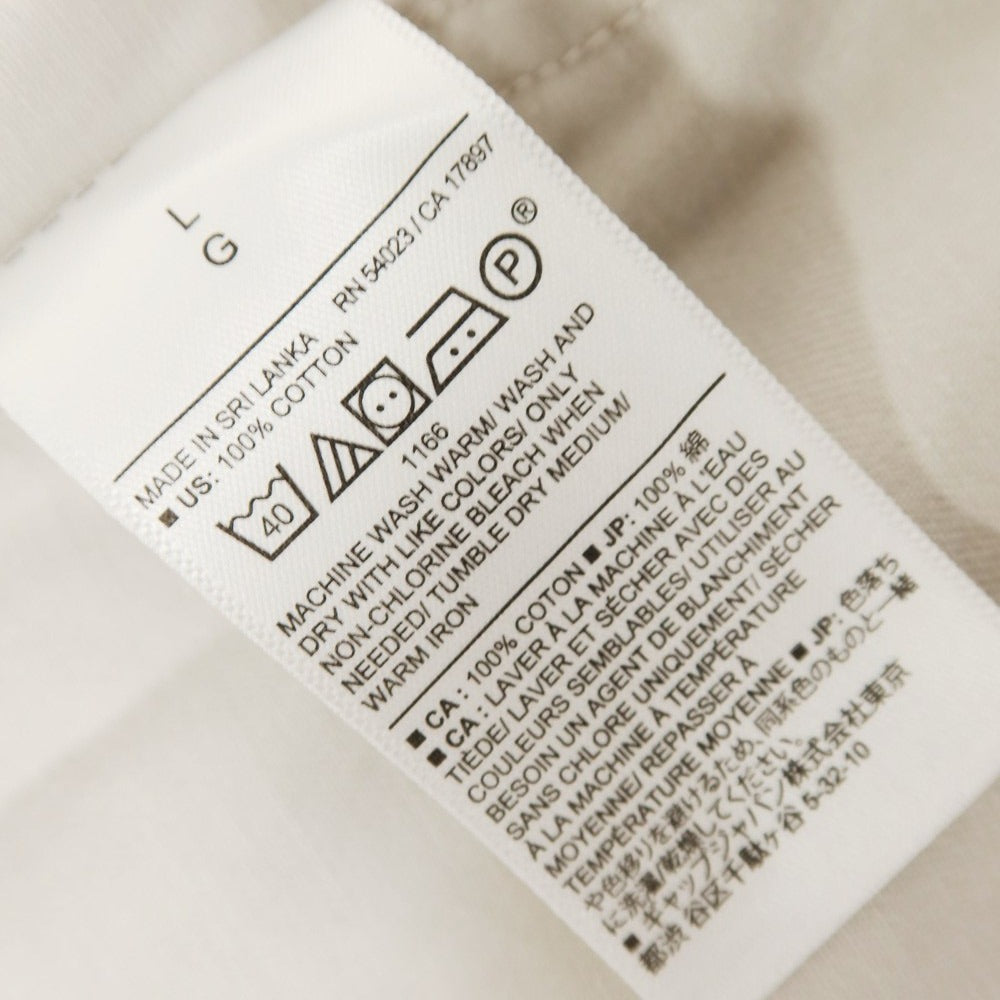 L
G
RN 54023 / CA 17897
MADE IN SRI LANKA
■ US: 100% COTTON
40
P
®
1166
MACHINE WASH WARM/ WASH AND
DRY WITH LIKE COLORS/ ONLY
NON-CHLORINE BLEACH WHEN
NEEDED/ TUMBLE DRY MEDIUM/
WARM IRON
■ CA : 100% COTON ■ JP: 100% 綿
■ CA : LAVER À LA MACHINE À L'EAU
TIÈDE/ LAVER ET SÉCHER AVEC DES
COULEURS SEMBLABLES/ UTILISER AU
BESOIN UN AGENT DE BLANCHIMENT
SANS CHLORE UNIQUEMENT/ SÉCHER
À LA MACHINE À TEMPÉRATURE
MOYENNE/ REPASSER À
TEMPÉRATURE MOYENNE ■ JP: 色落ち
や色移りを避けるため, 同系色のものと一緒
に洗濯/乾燥してください。
■ ギャップジャパン株式会社東京
都渋谷区千駄ヶ谷 5-32-10